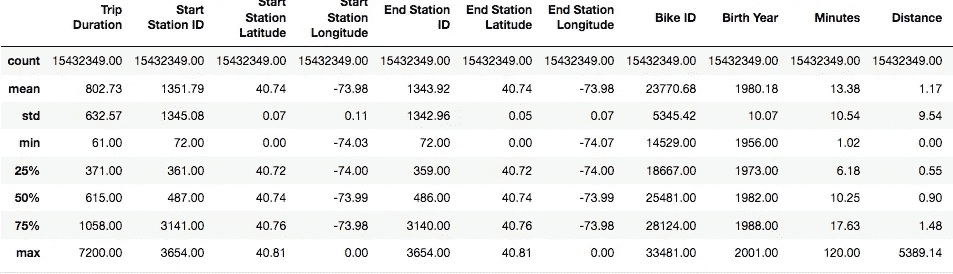 Trip Duration Start Station ID Start Station Latitude Start Station Longitude End Station ID End Station Latitude End Station Longitude Bike ID Birth Year Minutes Distance
count 15432349.00 15432349.00 15432349.00 15432349.00 15432349.00 15432349.00 15432349.00 15432349.00 15432349.00 15432349.00 15432349.00
mean 802.73 1351.79 40.74 -73.98 1343.92 40.74 -73.98 23770.68 1980.18 13.38 1.17
std 632.57 1345.08 0.07 0.11 1342.96 0.05 0.07 5345.42 10.07 10.54 9.54
min 61.00 72.00 0.00 -74.03 72.00 0.00 -74.07 14529.00 1956.00 1.02 0.00
25% 371.00 361.00 40.72 -74.00 359.00 40.72 -74.00 18667.00 1973.00 6.18 0.55
50% 615.00 487.00 40.74 -73.99 486.00 40.74 -73.99 25481.00 1982.00 10.25 0.90
75% 1058.00 3141.00 40.76 -73.98 3140.00 40.76 -73.98 28124.00 1988.00 17.63 1.48
max 7200.00 3654.00 40.81 0.00 3654.00 40.81 0.00 33481.00 2001.00 120.00 5389.14